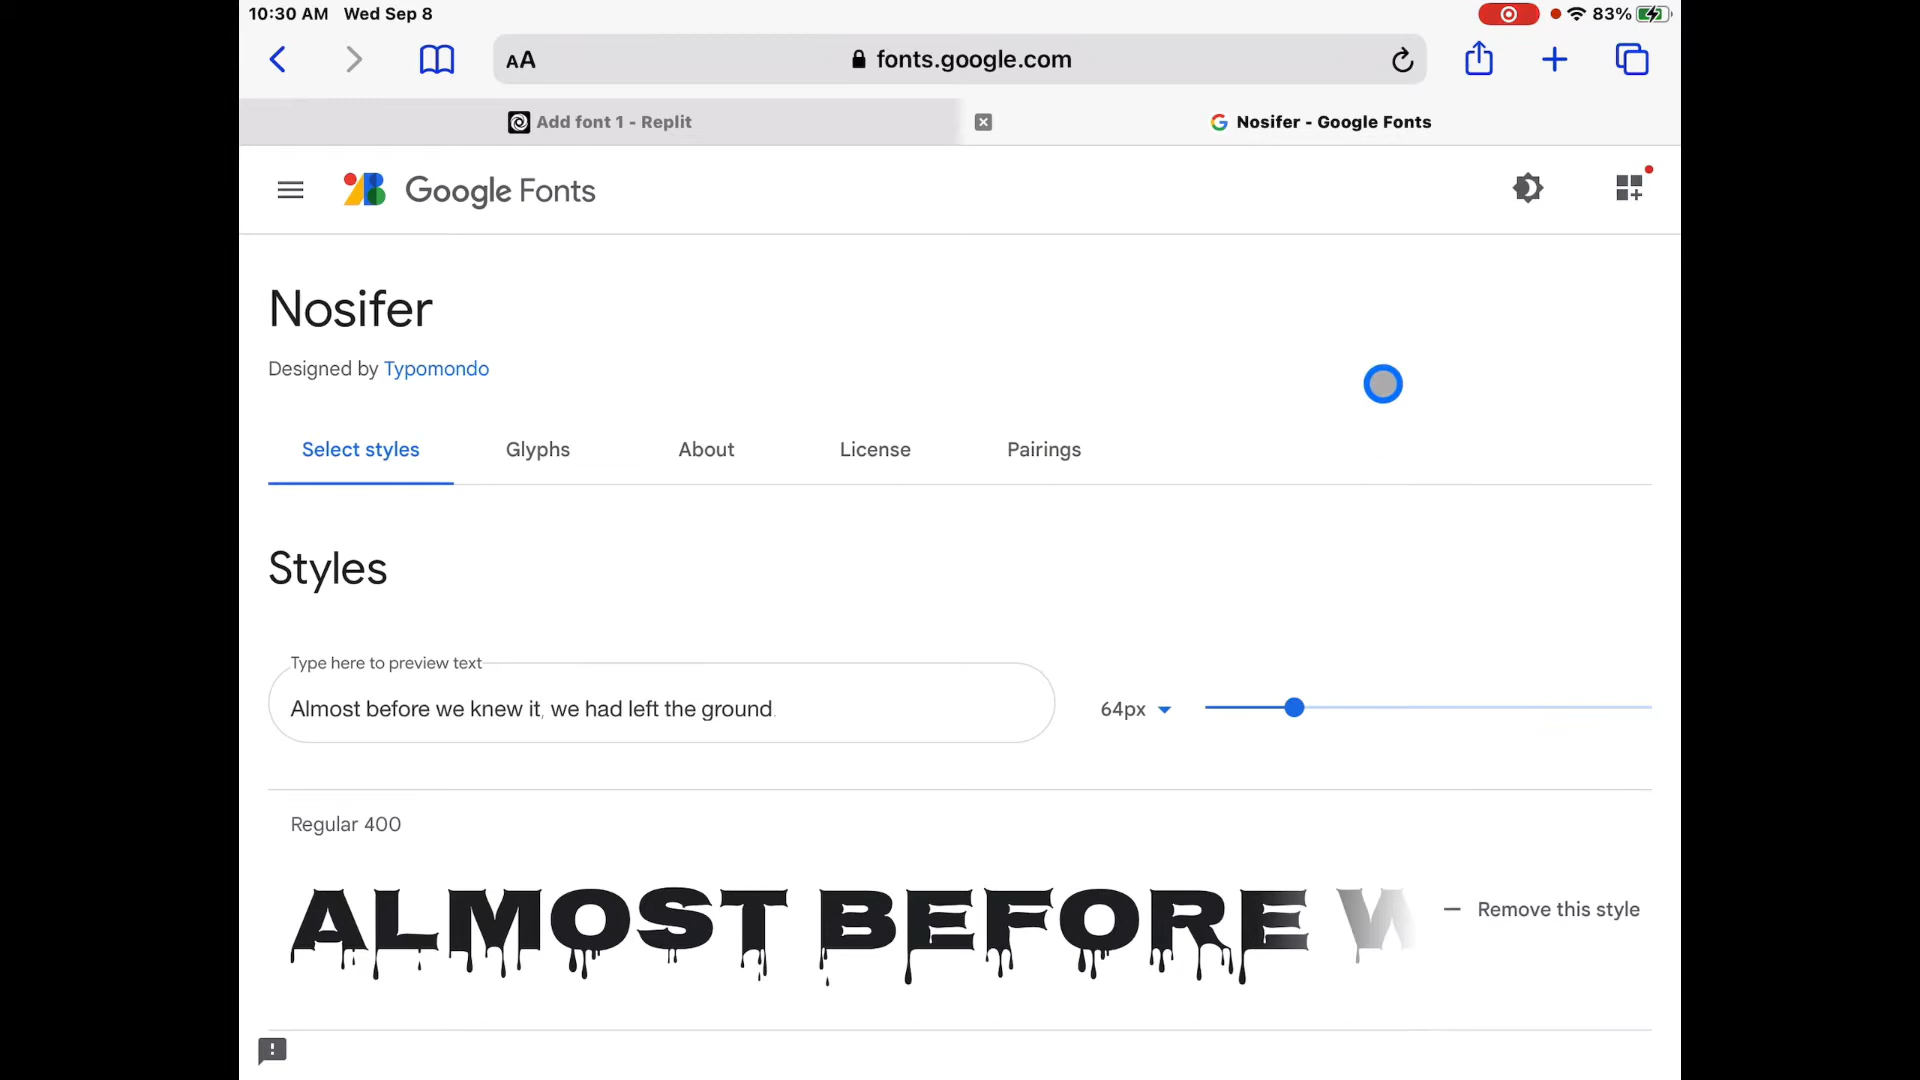 10:30 AM Wed Sep 8
83%
AA
fonts.google.com
Add font 1 - Replit
Nosifer - Google Fonts
Google Fonts
Nosifer
Designed by Typomondo
Select styles
Glyphs
About
License
Pairings
Styles
Type here to preview text
Almost before we knew it, we had left the ground.
64px
Regular 400
ALMOST BEFORE W
Remove this style